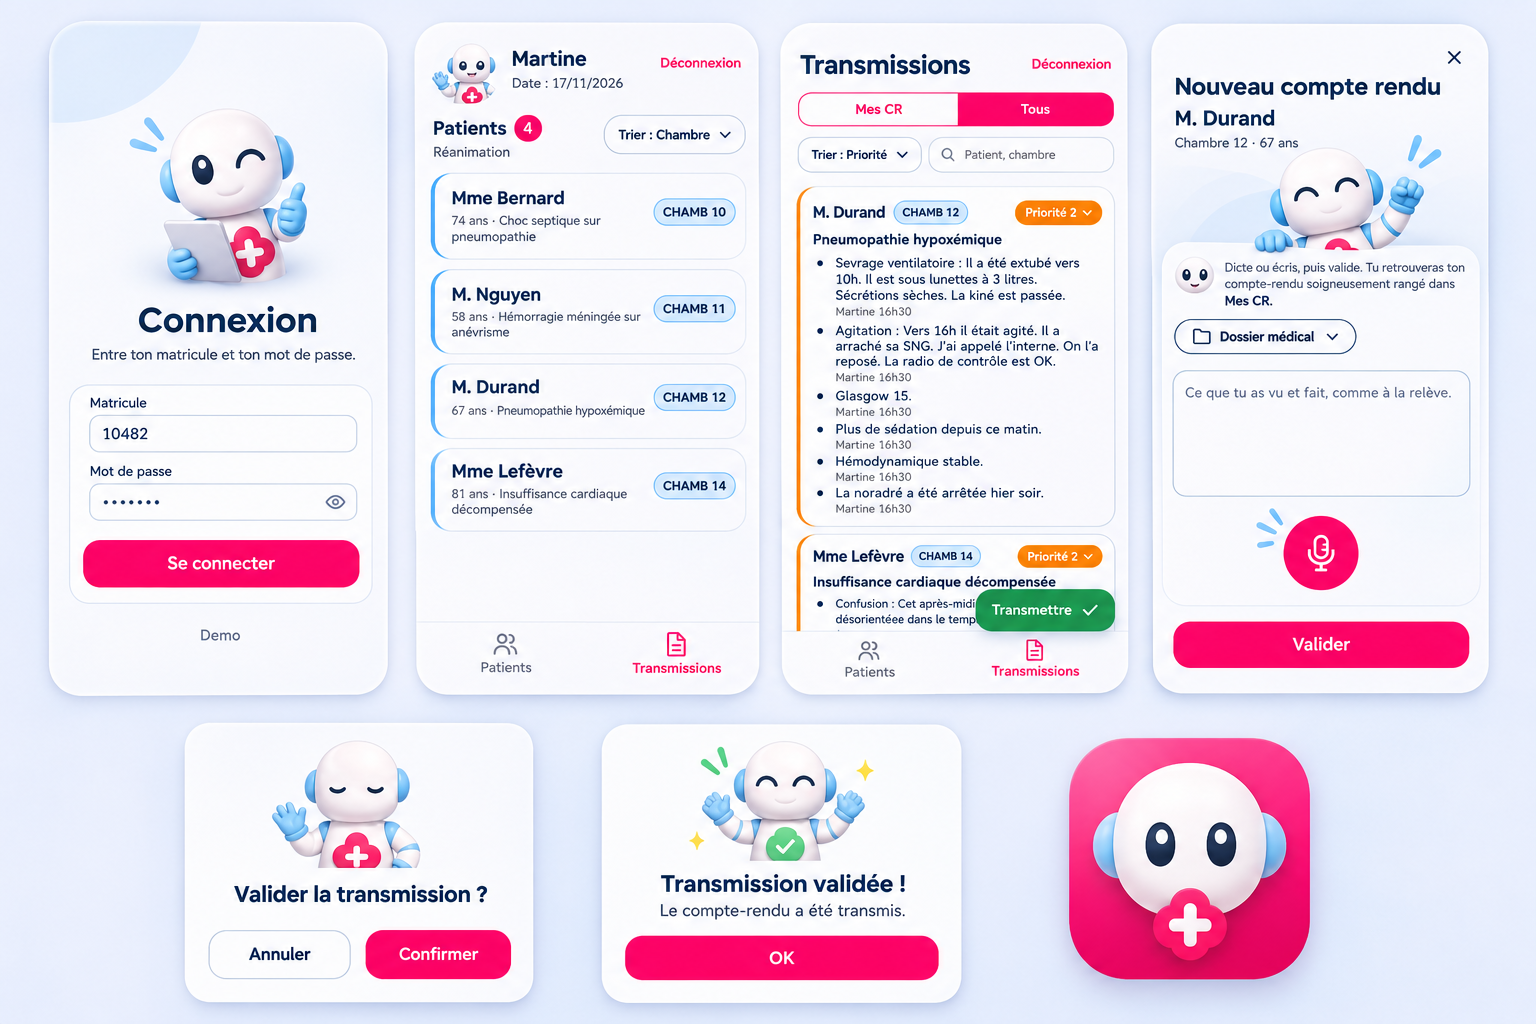 Connexion
Entre ton matricule et ton mot de passe.
Matricule
10482
Mot de passe
•••••••
Se connecter
Demo
Martine
Date : 17/11/2026
Déconnexion
Patients 4
Réanimation
Trier : Chambre
Mme Bernard
74 ans · Choc septique sur
pneumopathie
CHAMB 10
M. Nguyen
58 ans · Hémorragie méningée sur
anévrisme
CHAMB 11
M. Durand
67 ans · Pneumopathie hypoxémique
CHAMB 12
Mme Lefèvre
81 ans · Insuffisance cardiaque
décompensée
CHAMB 14
Patients
Transmissions
Transmissions
Déconnexion
Mes CR
Tous
Trier : Priorité
Patient, chambre
M. Durand
CHAMB 12
Priorité 2
Pneumopathie hypoxémique
• Sevrage ventilatoire : Il a été extubé vers
10h. Il est sous lunettes à 3 litres.
Sécrétions sèches. La kiné est passée.
Martine 16h30
• Agitation : Vers 16h il était agité. Il a
arraché sa SNG. J'ai appelé l'interne. On l'a
reposé. La radio de contrôle est OK.
Martine 16h30
• Glasgow 15.
Martine 16h30
• Plus de sédation depuis ce matin.
Martine 16h30
• Hémodynamique stable.
Martine 16h30
• La noradré a été arrêtée hier soir.
Martine 16h30
Mme Lefèvre
CHAMB 14
Priorité 2
Insuffisance cardiaque décompensée
• Confusion : Cet après-midi
désorientéee dans le temp
Transmettre
Patients
Transmissions
Nouveau compte rendu
M. Durand
Chambre 12 · 67 ans
Dicte ou écris, puis valide. Tu retrouveras ton
compte-rendu soigneusement rangé dans
Mes CR.
Dossier médical
Ce que tu as vu et fait, comme à la relève.
Valider
Valider la transmission ?
Annuler
Confirmer
Transmission validée !
Le compte-rendu a été transmis.
OK